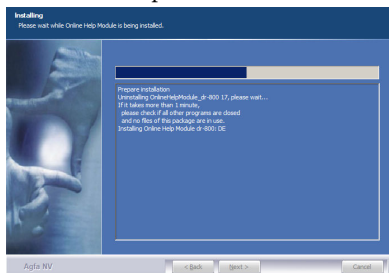 Installing
Please wait while Online Help Module is being installed.
Prepare installation
Uninstalling OnlineHelpModule_dr-800 17, please wait...
If it takes more than 1 minute,
please check if all other programs are closed
and no files of this package are in use.
Installing Online Help Module dr-800: DE
Agfa NV
< Back
Next >
Cancel